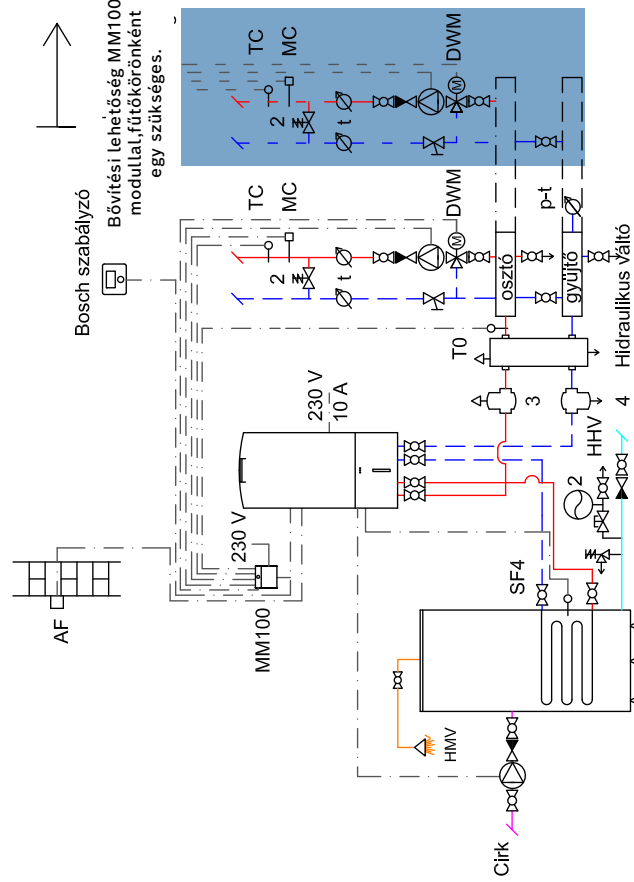 Bővítési lehetőség MM100
modullal,fűtőkörönként
egy szükséges.
Bosch szabályzó
TC
MC
2
t
M
DWM
TC
MC
2
t
M
DWM
osztó
gyűjtő
p-t
Hidraulikus Váltó
T0
3
4
HHV
230 V
10 A
230 V
MM100
AF
SF4
2
HMV
Cirk